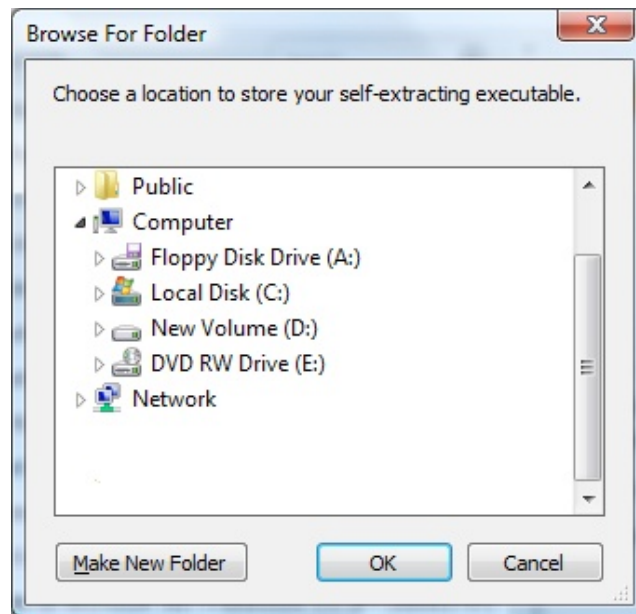 Browse For Folder
Choose a location to store your self-extracting executable.
Public
Computer
Floppy Disk Drive (A:)
Local Disk (C:)
New Volume (D:)
DVD RW Drive (E:)
Network
Make New Folder OK Cancel